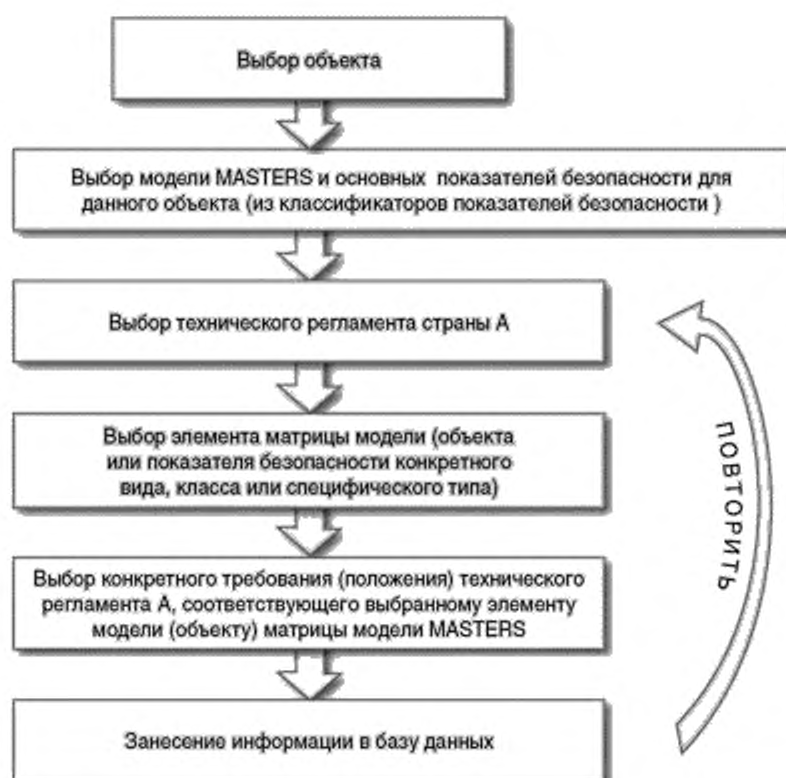 Выбор объекта
Выбор модели MASTERS и основных показателей безопасности для
данного объекта (из классификаторов показателей безопасности )
Выбор технического регламента страны А
Выбор элемента матрицы модели (объекта
или показателя безопасности конкретного
вида, класса или специфического типа)
Выбор конкретного требования (положения) технического
регламента А, соответствующего выбранному элементу
модели (объекту) матрицы модели MASTERS
Занесение информации в базу данных
ПОВТОРИТЬ